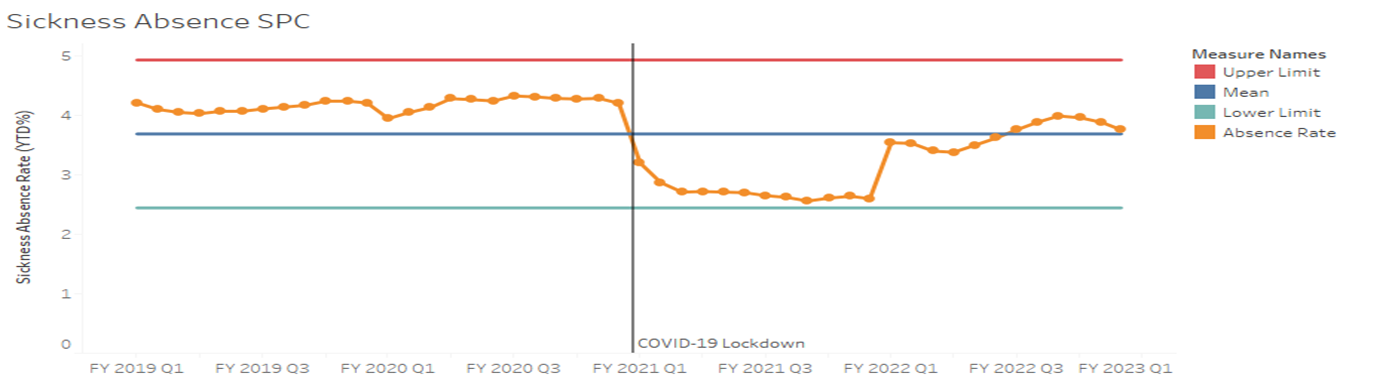 Sickness Absence SPC
Sickness Absence Rate (YTD%)
5
4
3
2
1
0
COVID-19 Lockdown
FY 2019 Q1 FY 2019 Q3 FY 2020 Q1 FY 2020 Q3 FY 2021 Q1 FY 2021 Q3 FY 2022 Q1 FY 2022 Q3 FY 2023 Q1
Measure Names
Upper Limit
Mean
Lower Limit
Absence Rate